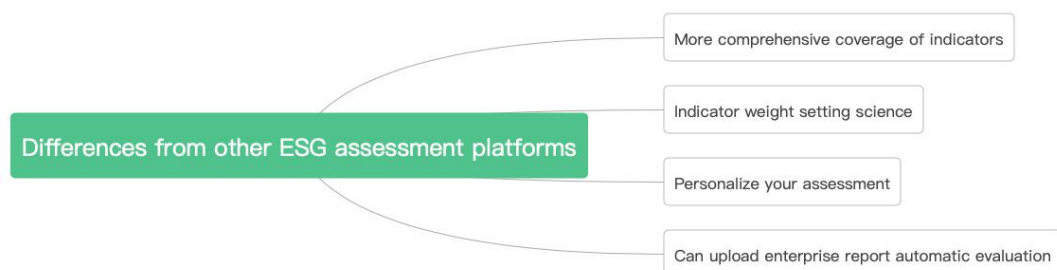 Differences from other ESG assessment platforms
More comprehensive coverage of indicators
Indicator weight setting science
Personalize your assessment
Can upload enterprise report automatic evaluation